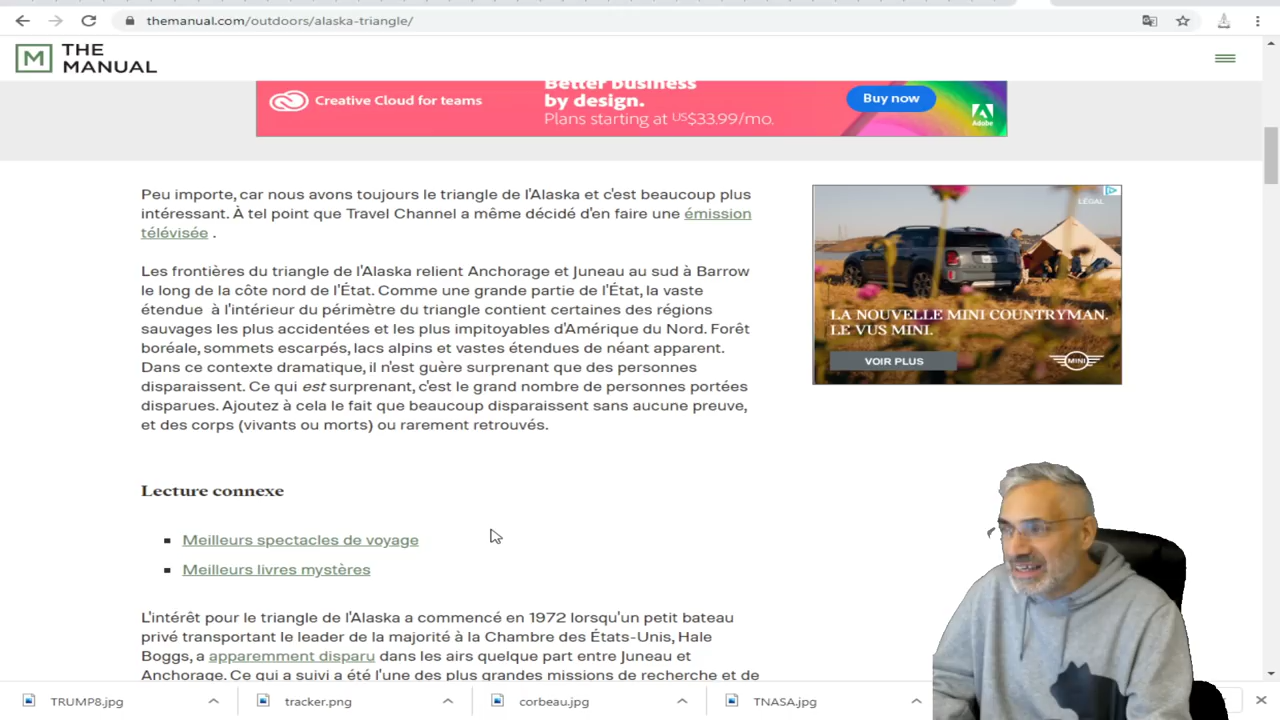 themanual.com/outdoors/alaska-triangle/
M THE
MANUAL
Creative Cloud for teams
Better business
by design.
Plans starting at US$33.99/mo.
Buy now
Adobe
Peu importe, car nous avons toujours le triangle de l'Alaska et c'est beaucoup plus
intéressant. À tel point que Travel Channel a même décidé d'en faire une émission
télévisée .
LÉGAL
LA NOUVELLE MINI COUNTRYMAN.
LE VUS MINI.
VOIR PLUS
MINI
Les frontières du triangle de l'Alaska relient Anchorage et Juneau au sud à Barrow
le long de la côte nord de l'État. Comme une grande partie de l'État, la vaste
étendue à l'intérieur du périmètre du triangle contient certaines des régions
sauvages les plus accidentées et les plus impitoyables d'Amérique du Nord. Forêt
boréale, sommets escarpés, lacs alpins et vastes étendues de néant apparent.
Dans ce contexte dramatique, il n'est guère surprenant que des personnes
disparaissent. Ce qui est surprenant, c'est le grand nombre de personnes portées
disparues. Ajoutez à cela le fait que beaucoup disparaissent sans aucune preuve,
et des corps (vivants ou morts) ou rarement retrouvés.
Lecture connexe
Meilleurs spectacles de voyage
Meilleurs livres mystères
L'intérêt pour le triangle de l'Alaska a commencé en 1972 lorsqu'un petit bateau
privé transportant le leader de la majorité à la Chambre des États-Unis, Hale
Boggs, a apparemment disparu dans les airs quelque part entre Juneau et
Anchorage. Ce qui a suivi a été l'une des plus grandes missions de recherche et de
TRUMP8.jpg
tracker.png
corbeau.jpg
TNASA.jpg